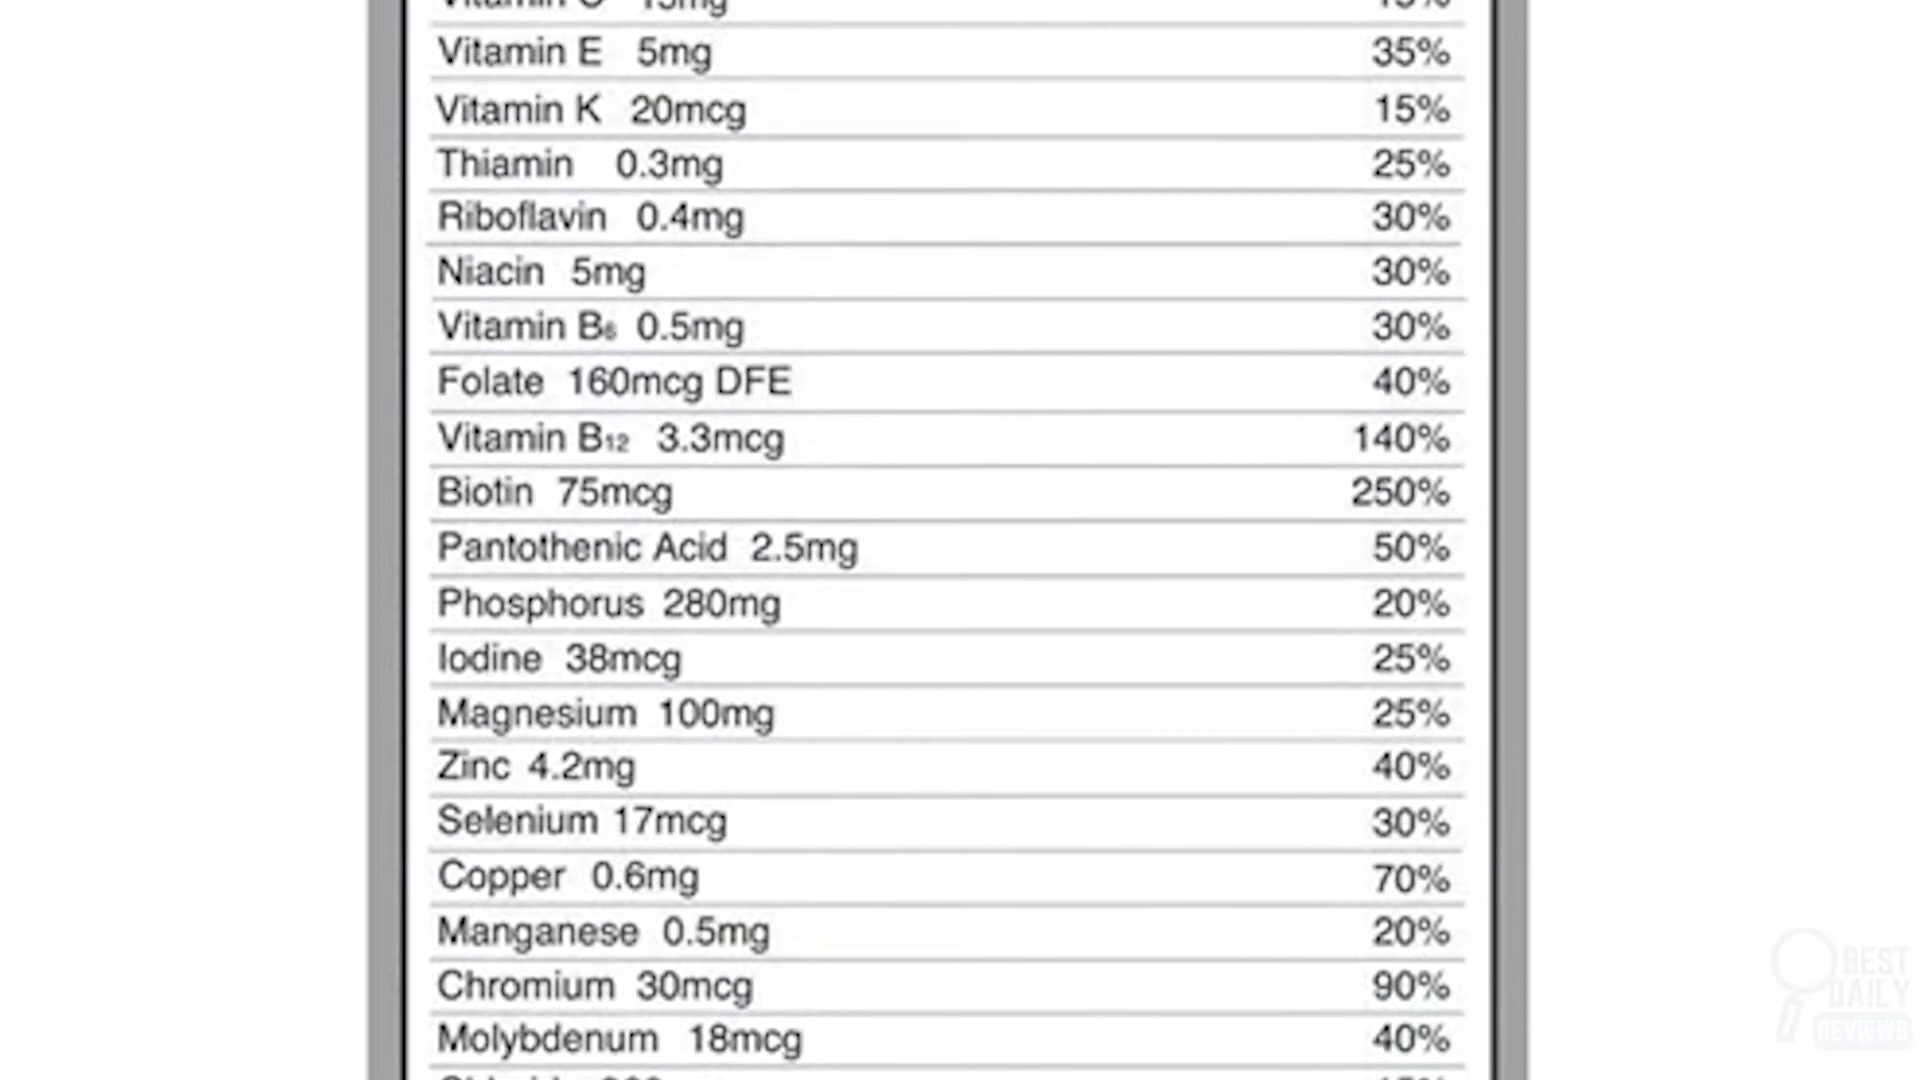 Vitamin E 5mg 35%
Vitamin K 20mcg 15%
Thiamin 0.3mg 25%
Riboflavin 0.4mg 30%
Niacin 5mg 30%
Vitamin B₆ 0.5mg 30%
Folate 160mcg DFE 40%
Vitamin B₁₂ 3.3mcg 140%
Biotin 75mcg 250%
Pantothenic Acid 2.5mg 50%
Phosphorus 280mg 20%
Iodine 38mcg 25%
Magnesium 100mg 25%
Zinc 4.2mg 40%
Selenium 17mcg 30%
Copper 0.6mg 70%
Manganese 0.5mg 20%
Chromium 30mcg 90%
Molybdenum 18mcg 40%
BEST
DAILY
REVIEWS